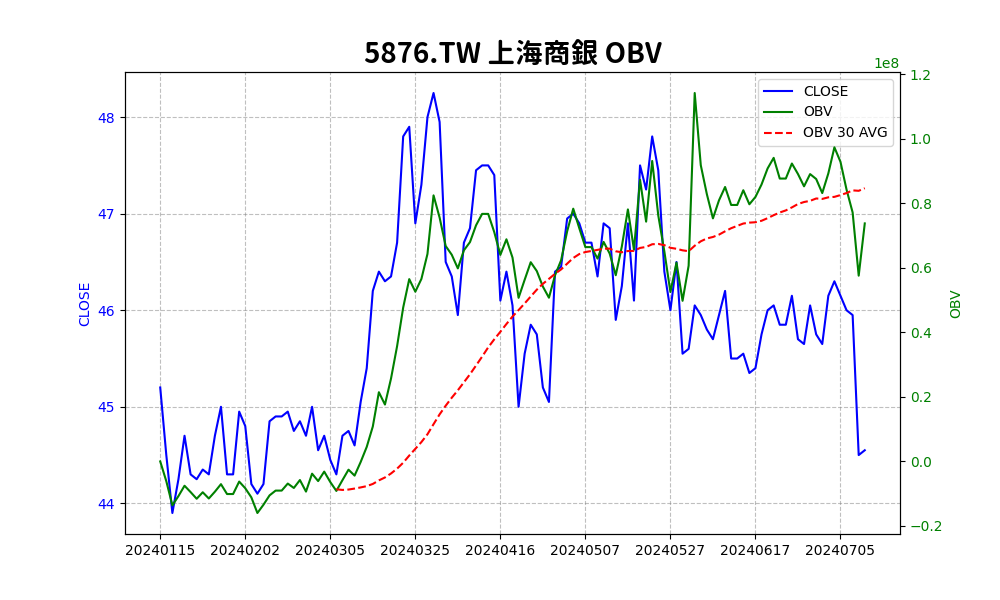 5876.TW 上海商銀 OBV
1e8
CLOSE
OBV
OBV 30 AVG
48
47
46
45
44
CLOSE
1.2
1.0
0.8
0.6
0.4
0.2
0.0
−0.2
OBV
20240115 20240202 20240305 20240325 20240416 20240507 20240527 20240617 20240705